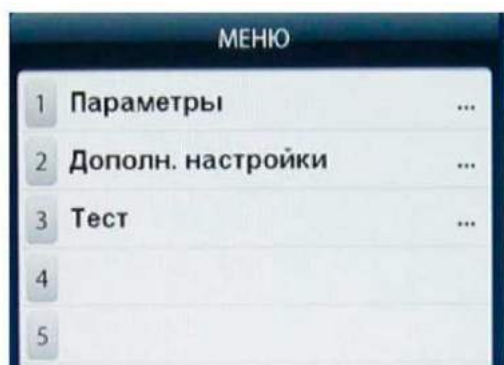 МЕНЮ
1 Параметры ...
2 Дополн. настройки ...
3 Тест ...
4
5